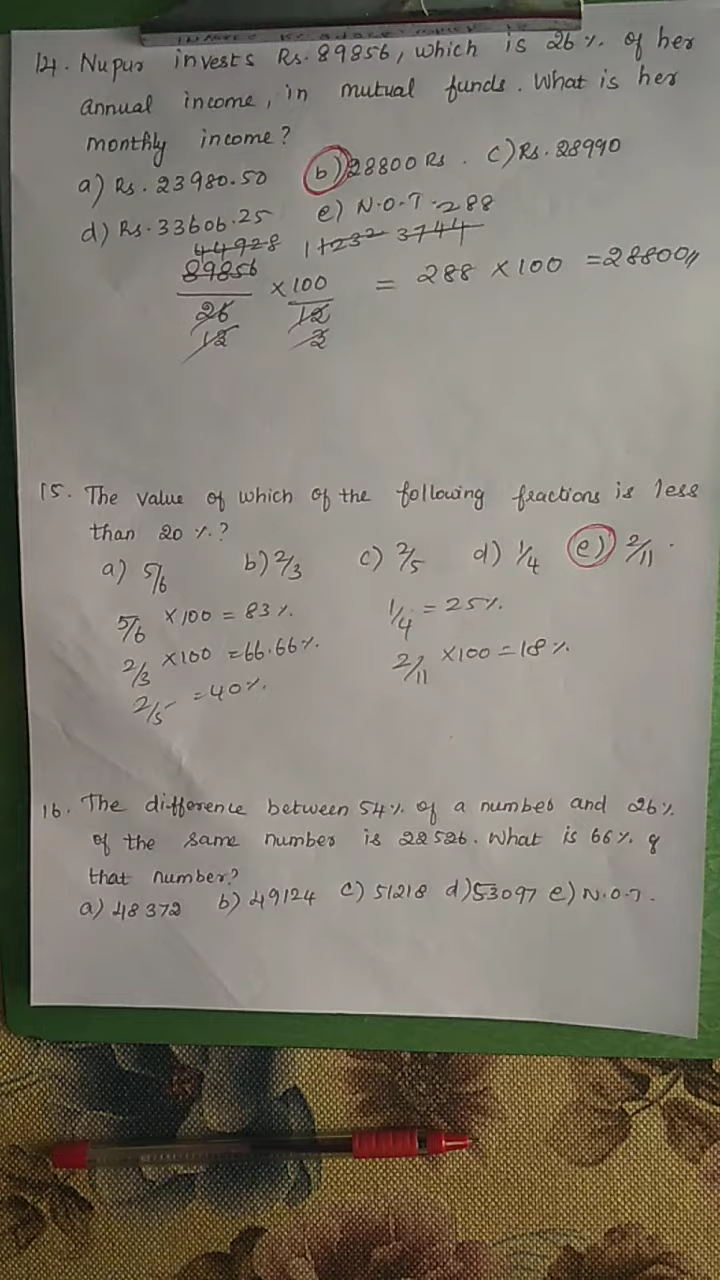 14. Nupur invests Rs. 89856, which is 26 % of her
annual income, in mutual funds. What is her
monthly income?
a) Rs. 23980.50 b) 28800 Rs. c) Rs. 28990
d) Rs. 33606.25 e) N.O.T 288
44928 11232 3744
89856/26 × 100/12 = 288 × 100 = 28800//
13 3
15. The value of which of the following fractions is less
than 20 %.?
a) 5/6 b) 2/3 c) 2/5 d) 1/4 e) 2/11.
5/6 × 100 = 83 %. 1/4 = 25 %.
2/3 × 100 = 66.66 %. 2/11 × 100 = 18 %.
2/5 = 40 %.
16. The difference between 54 % of a number and 26 %
of the same number is 22526. What is 66 % of
that number?
a) 48372 b) 49124 c) 51218 d) 53097 e) N.O.T.